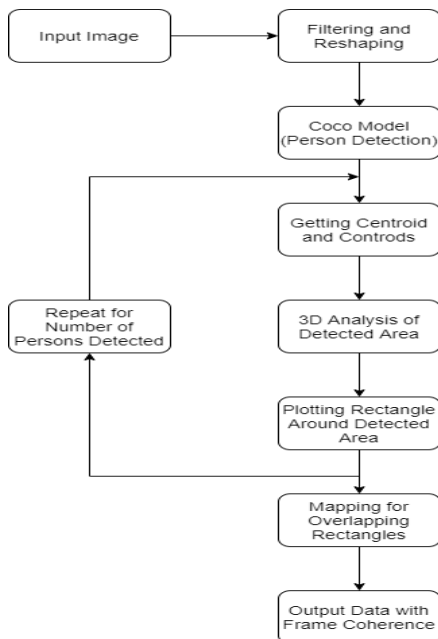 Input Image
Filtering and
Reshaping
Coco Model
(Person Detection)
Getting Centroid
and Controds
3D Analysis of
Detected Area
Repeat for
Number of
Persons Detected
Plotting Rectangle
Around Detected
Area
Mapping for
Overlapping
Rectangles
Output Data with
Frame Coherence